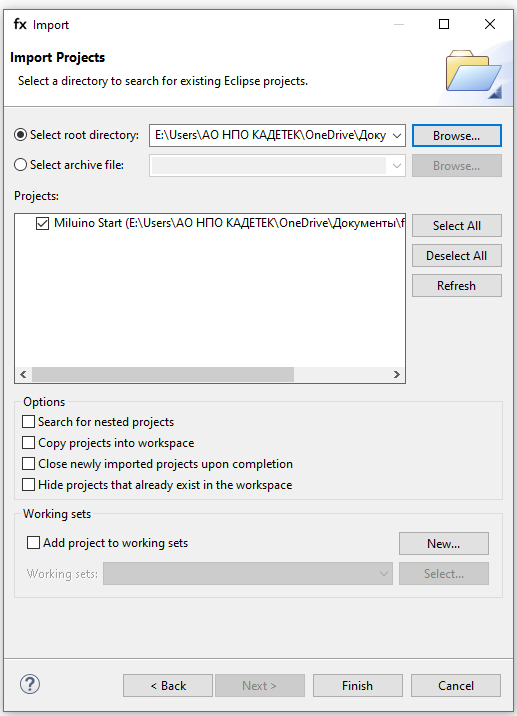 fx Import
Import Projects
Select a directory to search for existing Eclipse projects.
Select root directory: E:\Users\АО НПО КАДЕТЕК\OneDrive\Доку Browse...
Select archive file: Browse...
Projects:
Miluino Start (E:\Users\АО НПО КАДЕТЕК\OneDrive\Документы\f
Select All
Deselect All
Refresh
Options
Search for nested projects
Copy projects into workspace
Close newly imported projects upon completion
Hide projects that already exist in the workspace
Working sets
Add project to working sets New...
Working sets: Select...
? < Back Next > Finish Cancel